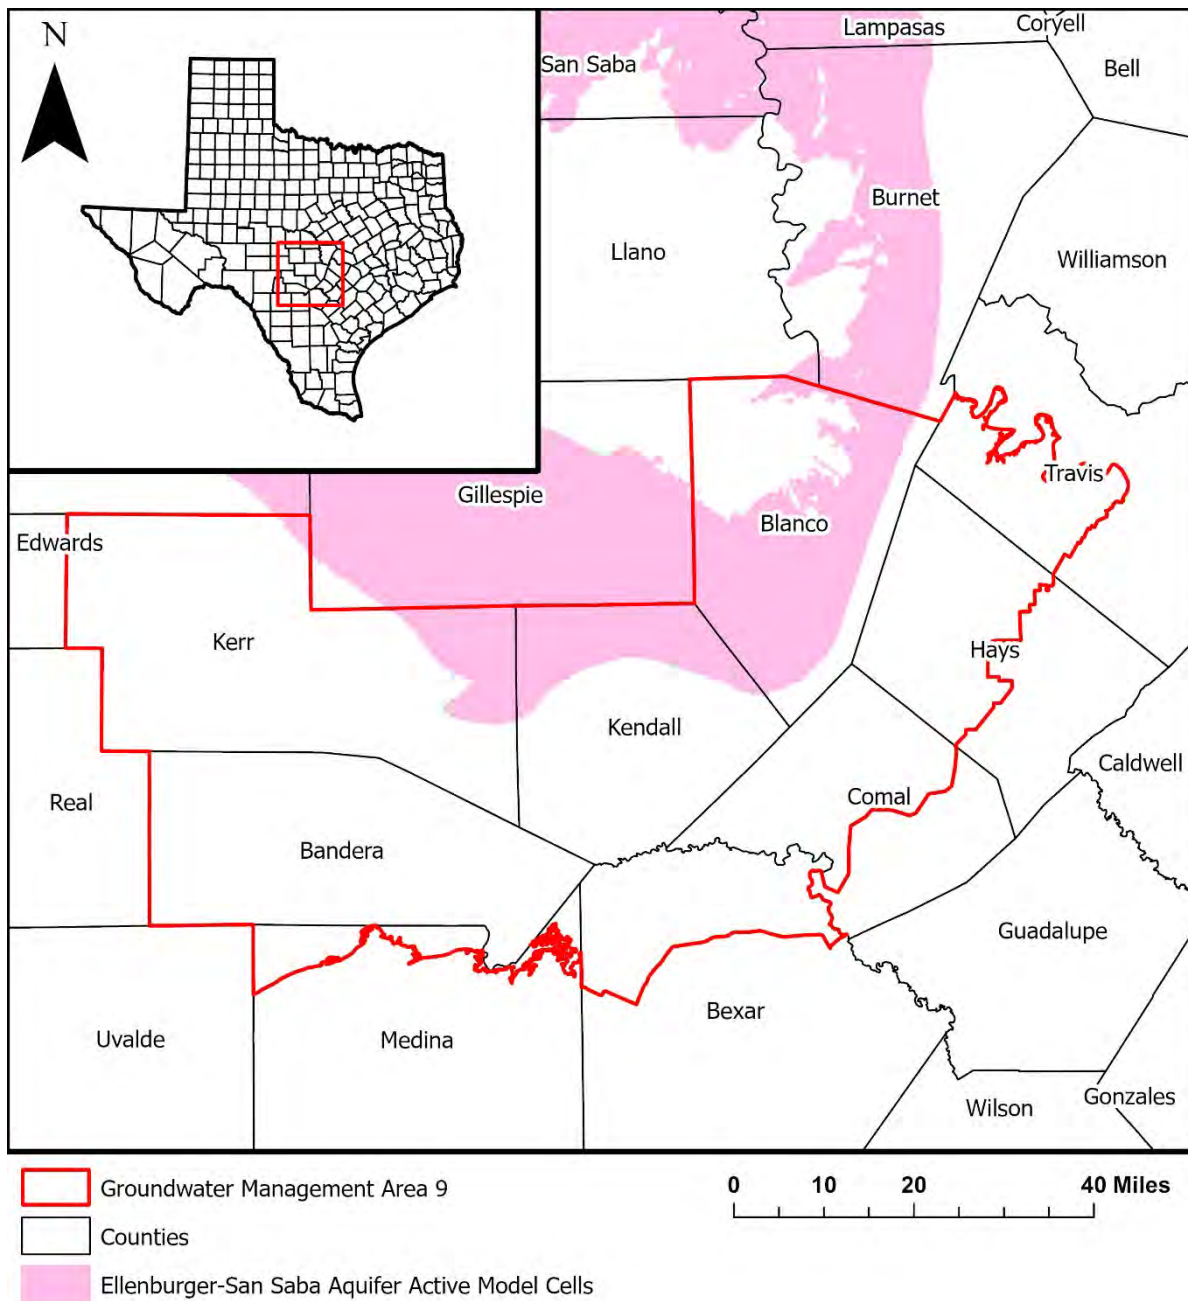 N
Lampasas
Coryell
San Saba
Bell
Burnet
Llano
Williamson
Travis
Gillespie
Blanco
Edwards
Kerr
Hays
Kendall
Caldwell
Real
Comal
Bandera
Guadalupe
Uvalde
Medina
Bexar
Wilson
Gonzales
Groundwater Management Area 9
0 10 20 40 Miles
Counties
Ellenburger-San Saba Aquifer Active Model Cells